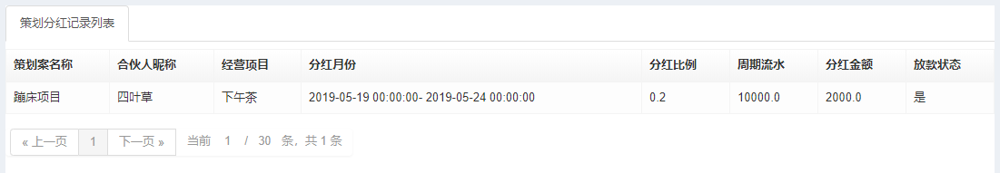 策划分红记录列表
策划案名称 合伙人昵称 经营项目 分红月份 分红比例 周期流水 分红金额 放款状态
蹦床项目 四叶草 下午茶 2019-05-19 00:00:00- 2019-05-24 00:00:00 0.2 10000.0 2000.0 是
« 上一页 1 下一页 » 当前 1 / 30 条，共 1 条